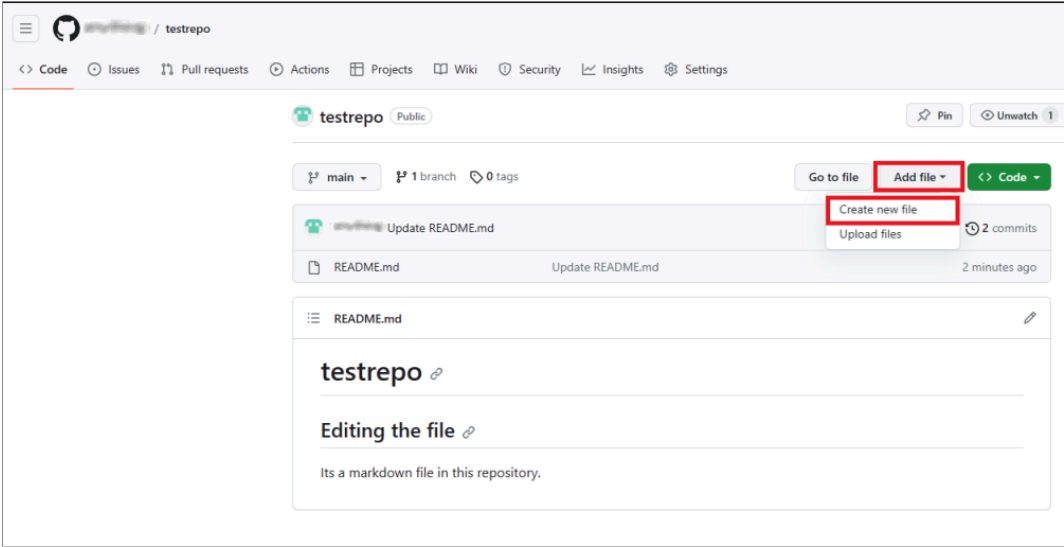 / testrepo
Code Issues Pull requests Actions Projects Wiki Security Insights Settings
testrepo Public Pin Unwatch 1
main 1 branch 0 tags Go to file Add file Code
Create new file
Upload files
Update README.md 2 commits
README.md Update README.md 2 minutes ago
README.md
testrepo
Editing the file
Its a markdown file in this repository.